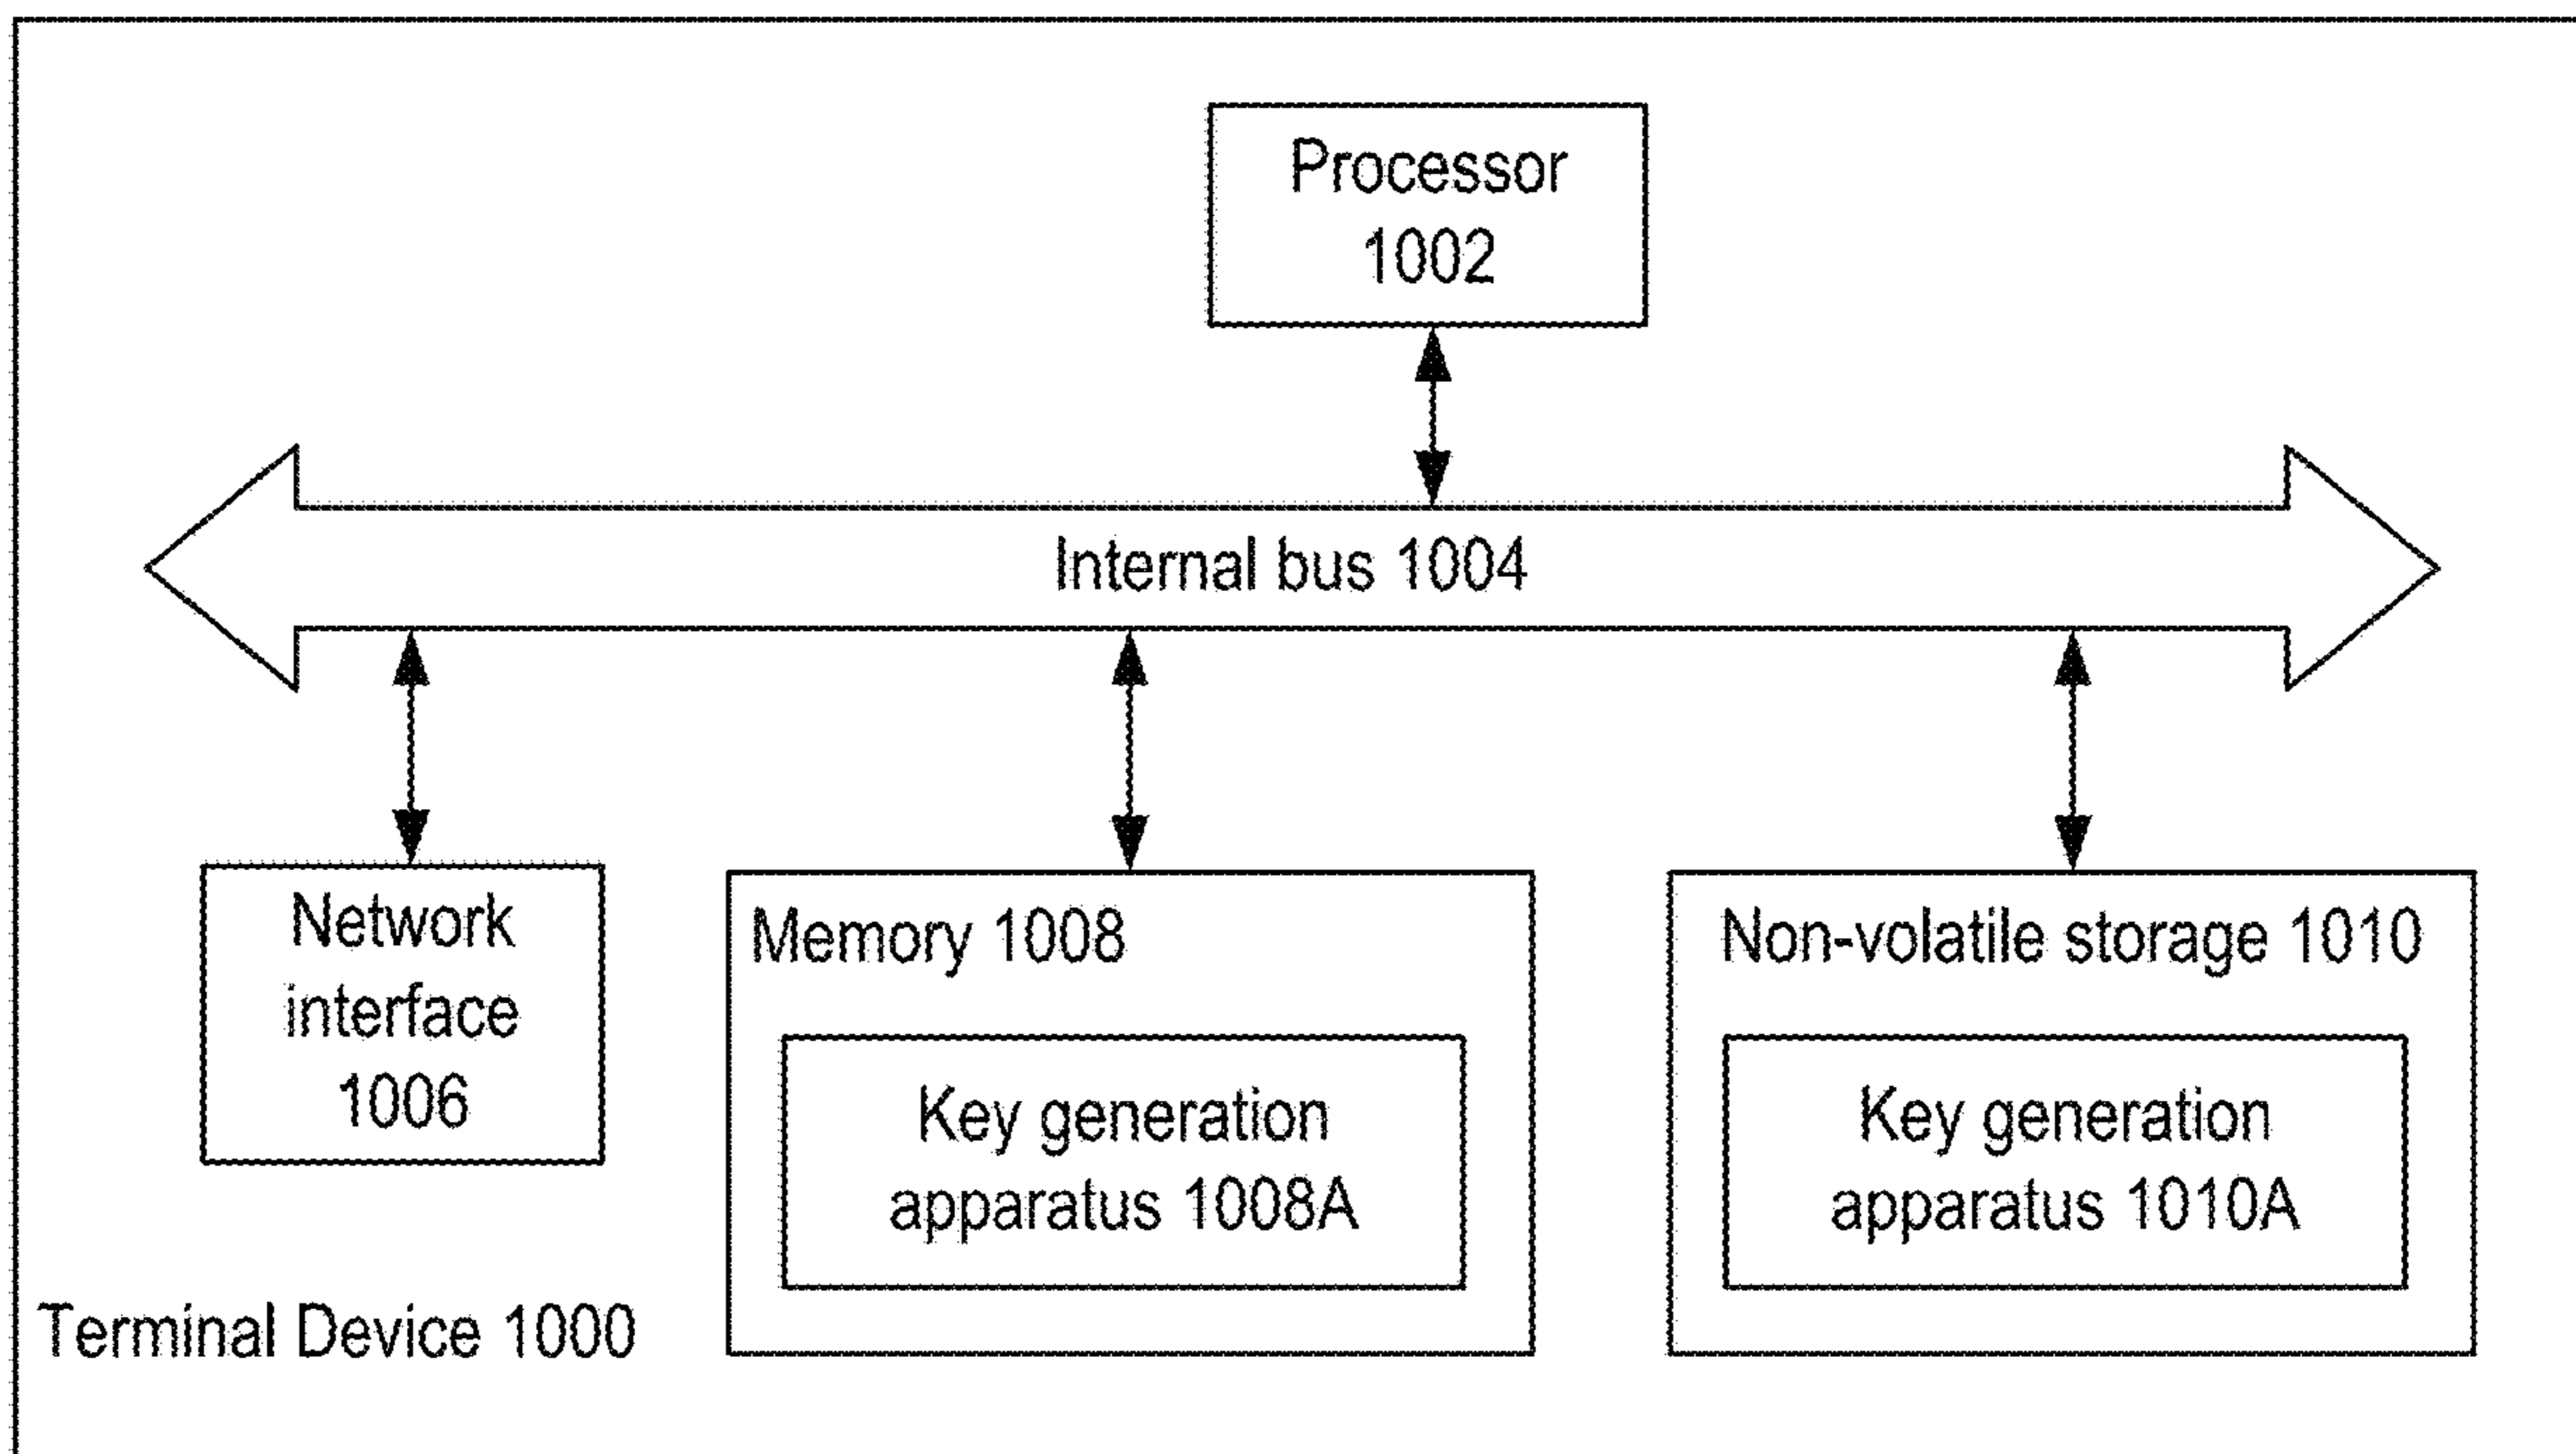 Processor
1002
Internal bus 1004
Network
interface
1006
Memory 1008
Key generation
apparatus 1008A
Non-volatile storage 1010
Key generation
apparatus 1010A
Terminal Device 1000